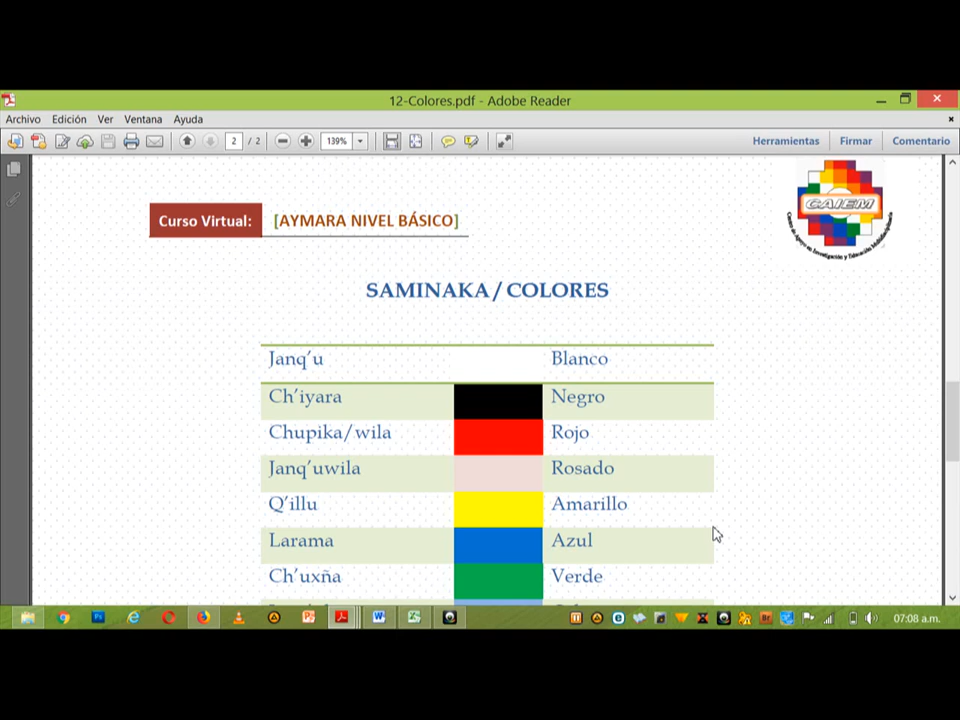 12-Colores.pdf - Adobe Reader
Archivo Edición Ver Ventana Ayuda
2 / 2 139% Herramientas Firmar Comentario
CAIEM
Curso Virtual: [AYMARA NIVEL BÁSICO]
SAMINAKA / COLORES
Janq’u Blanco
Ch’iyara Negro
Chupika/wila Rojo
Janq’uwila Rosado
Q’illu Amarillo
Larama Azul
Ch’uxña Verde
07:08 a.m.